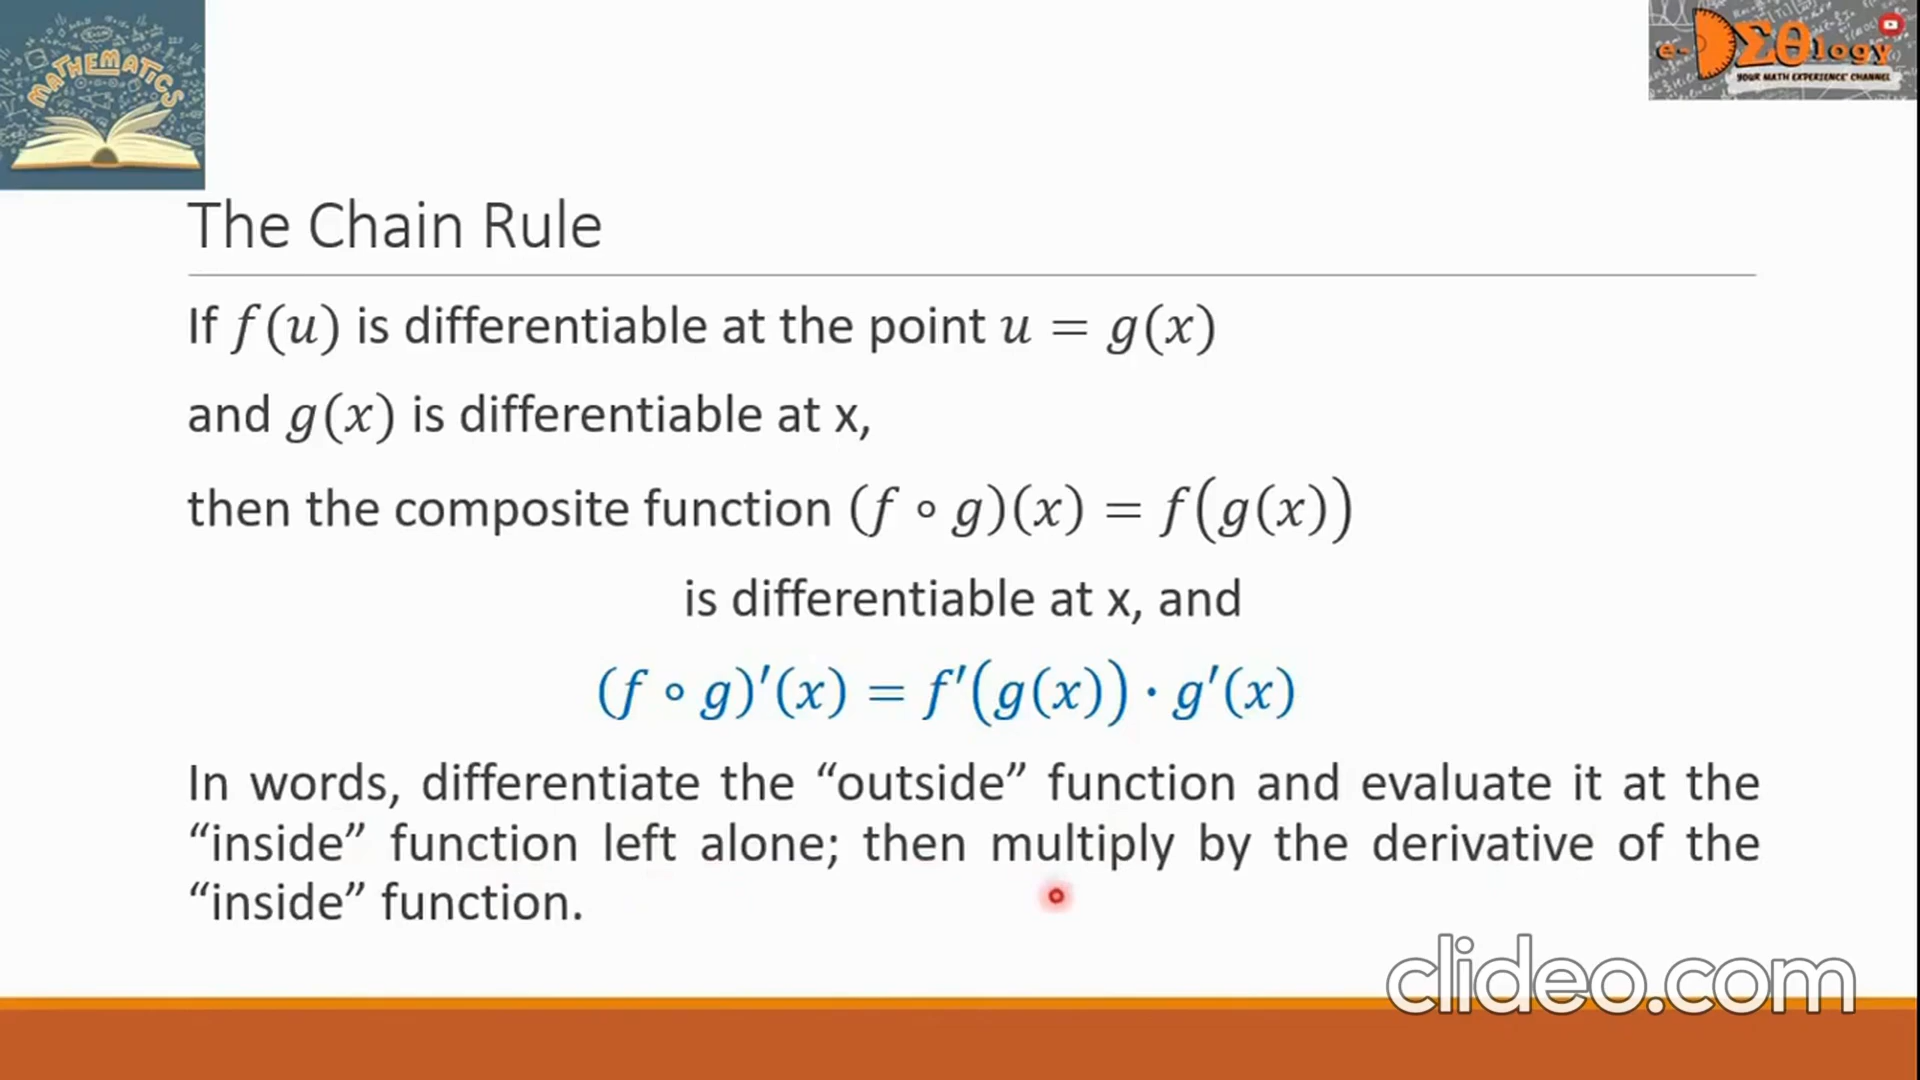 MATHEMATICS
e-DΣθlogy
YOUR MATH EXPERIENCE CHANNEL
The Chain Rule
If f(u) is differentiable at the point u = g(x)
and g(x) is differentiable at x,
then the composite function (f ∘ g)(x) = f(g(x))
is differentiable at x, and
(f ∘ g)′(x) = f′(g(x)) · g′(x)
In words, differentiate the “outside” function and evaluate it at the
“inside” function left alone; then multiply by the derivative of the
“inside” function.
clideo.com